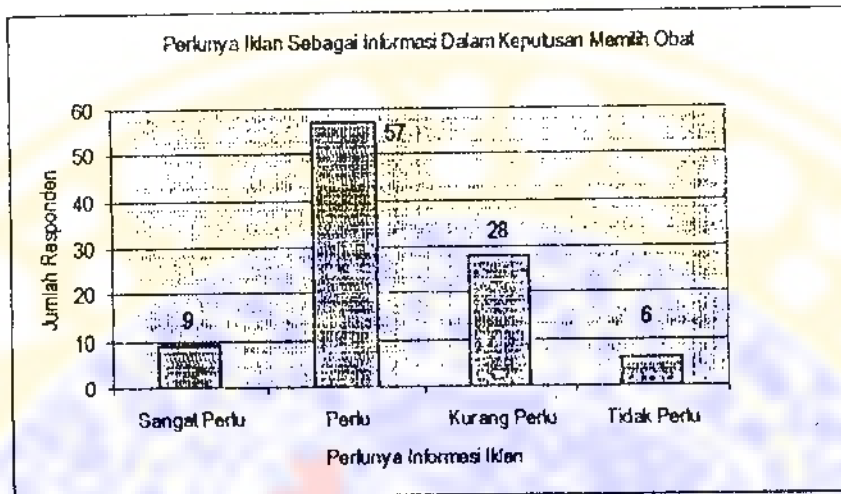 Perlunya Iklan Sebagai Informasi Dalam Keputusan Memilih Obat
60
50
40
30
20
10
0
57
28
9
6
Jumlah Responden
Sangat Perlu
Perlu
Kurang Perlu
Tidak Perlu
Perlunya Informasi Iklan